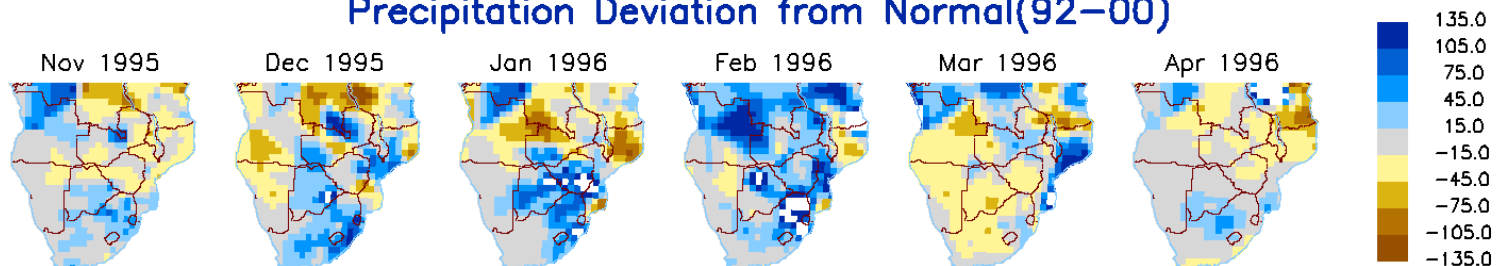 Precipitation Deviation from Normal(92-00)
Nov 1995
Dec 1995
Jan 1996
Feb 1996
Mar 1996
Apr 1996
135.0
105.0
75.0
45.0
15.0
-15.0
-45.0
-75.0
-105.0
-135.0